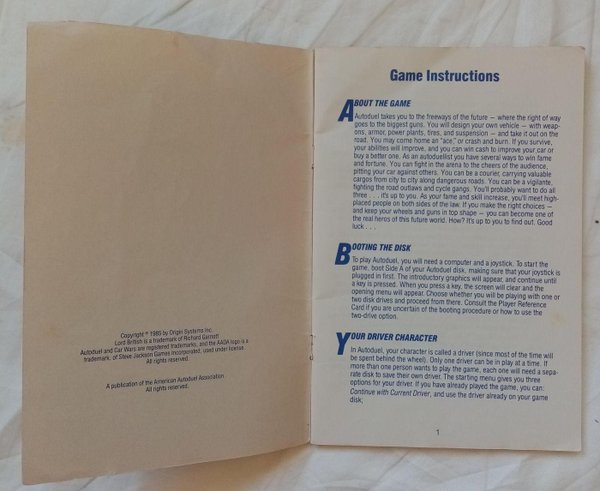 Copyright © 1985 by Origin Systems Inc.
Lord British is a trademark of Richard Garriott
Autoduel and Car Wars are registered trademarks, and the AADA logo is a
trademark, of Steve Jackson Games Incorporated, used under license
All rights reserved.
A publication of the American Autoduel Association
All rights reserved.
Game Instructions
ABOUT THE GAME
Autoduel takes you to the freeways of the future — where the right of way
goes to the biggest guns. You will design your own vehicle — with weap-
ons, armor, power plants, tires, and suspension — and take it out on the
road. You may come home an "ace," or crash and burn. If you survive,
your abilities will improve, and you can win cash to improve your car or
buy a better one. As an autoduellist you have several ways to win fame
and fortune. You can fight in the arena to the cheers of the audience,
pitting your car against others. You can be a courier, carrying valuable
cargos from city to city along dangerous roads. You can be a vigilante,
fighting the road outlaws and cycle gangs. You'll probably want to do all
three . . . it's up to you. As your fame and skill increase, you'll meet high-
placed people on both sides of the law. If you make the right choices —
and keep your wheels and guns in top shape — you can become one of
the real heros of this future world. How? It's up to you to find out. Good
luck . . .
BOOTING THE DISK
To play Autoduel, you will need a computer and a joystick. To start the
game, boot Side A of your Autoduel disk, making sure that your joystick is
plugged in first. The introductory graphics will appear, and continue until
a key is pressed. When you press a key, the screen will clear and the
opening menu will appear. Choose whether you will be playing with one or
two disk drives and proceed from there. Consult the Player Reference
Card if you are uncertain of the booting procedure or how to use the
two-drive option.
YOUR DRIVER CHARACTER
In Autoduel, your character is called a driver (since most of the time will
be spent behind the wheel). Only one driver can be in play at a time. If
more than one person wants to play the game, each one will need a sepa-
rate disk to save their own driver. The starting menu gives you three
options for your driver. If you have already played the game, you can:
Continue with Current Driver, and use the driver already on your game
disk;
1